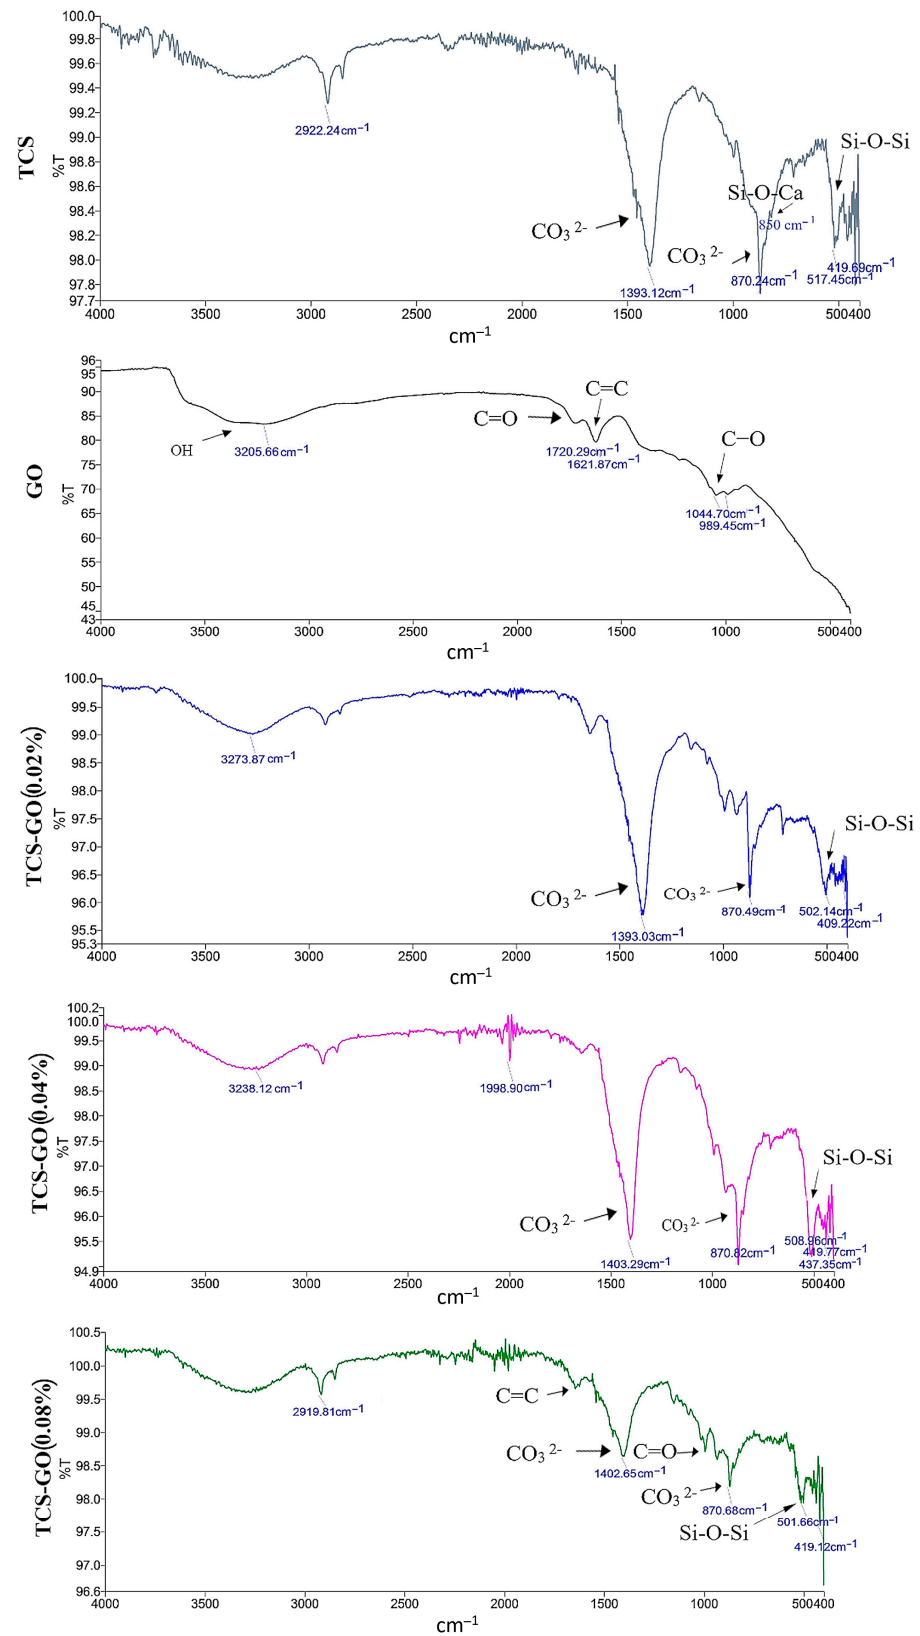 TCS
%T
100.0
99.8
99.6
99.4
99.2
99.0
98.8
98.6
98.4
98.2
98.0
97.8
97.7
2922.24cm−1
CO3 2-
1393.12cm−1
Si-O-Ca
850 cm−1
CO3 2-
870.24cm−1
Si-O-Si
419.69cm−1
517.45cm−1
4000 3500 3000 2500 2000 1500 1000 500400
cm−1
GO
%T
96
95
90
85
80
75
70
65
60
55
50
45
43
OH
3205.66cm−1
C=O
C=C
1720.29cm−1
1621.87cm−1
C−O
1044.70cm−1
989.45cm−1
4000 3500 3000 2500 2000 1500 1000 500400
cm−1
TCS-GO(0.02%)
%T
100.0
99.5
99.0
98.5
98.0
97.5
97.0
96.5
96.0
95.5
95.3
3273.87cm−1
CO3 2-
1393.03cm−1
CO3 2-
870.49cm−1
Si-O-Si
502.14cm−1
409.22cm−1
4000 3500 3000 2500 2000 1500 1000 500400
cm−1
TCS-GO(0.04%)
%T
100.2
100.0
99.5
99.0
98.5
98.0
97.5
97.0
96.5
96.0
95.5
94.9
3238.12cm−1
1998.90cm−1
CO3 2-
1403.29cm−1
CO3 2-
870.82cm−1
Si-O-Si
508.96cm−1
419.77cm−1
437.35cm−1
4000 3500 3000 2500 2000 1500 1000 500400
cm−1
TCS-GO(0.08%)
%T
100.5
100.0
99.5
99.0
98.5
98.0
97.5
97.0
96.6
2919.81cm−1
C=C
CO3 2-
1402.65cm−1
C=O
CO3 2-
870.68cm−1
Si-O-Si
501.66cm−1
419.12cm−1
4000 3500 3000 2500 2000 1500 1000 500400
cm−1